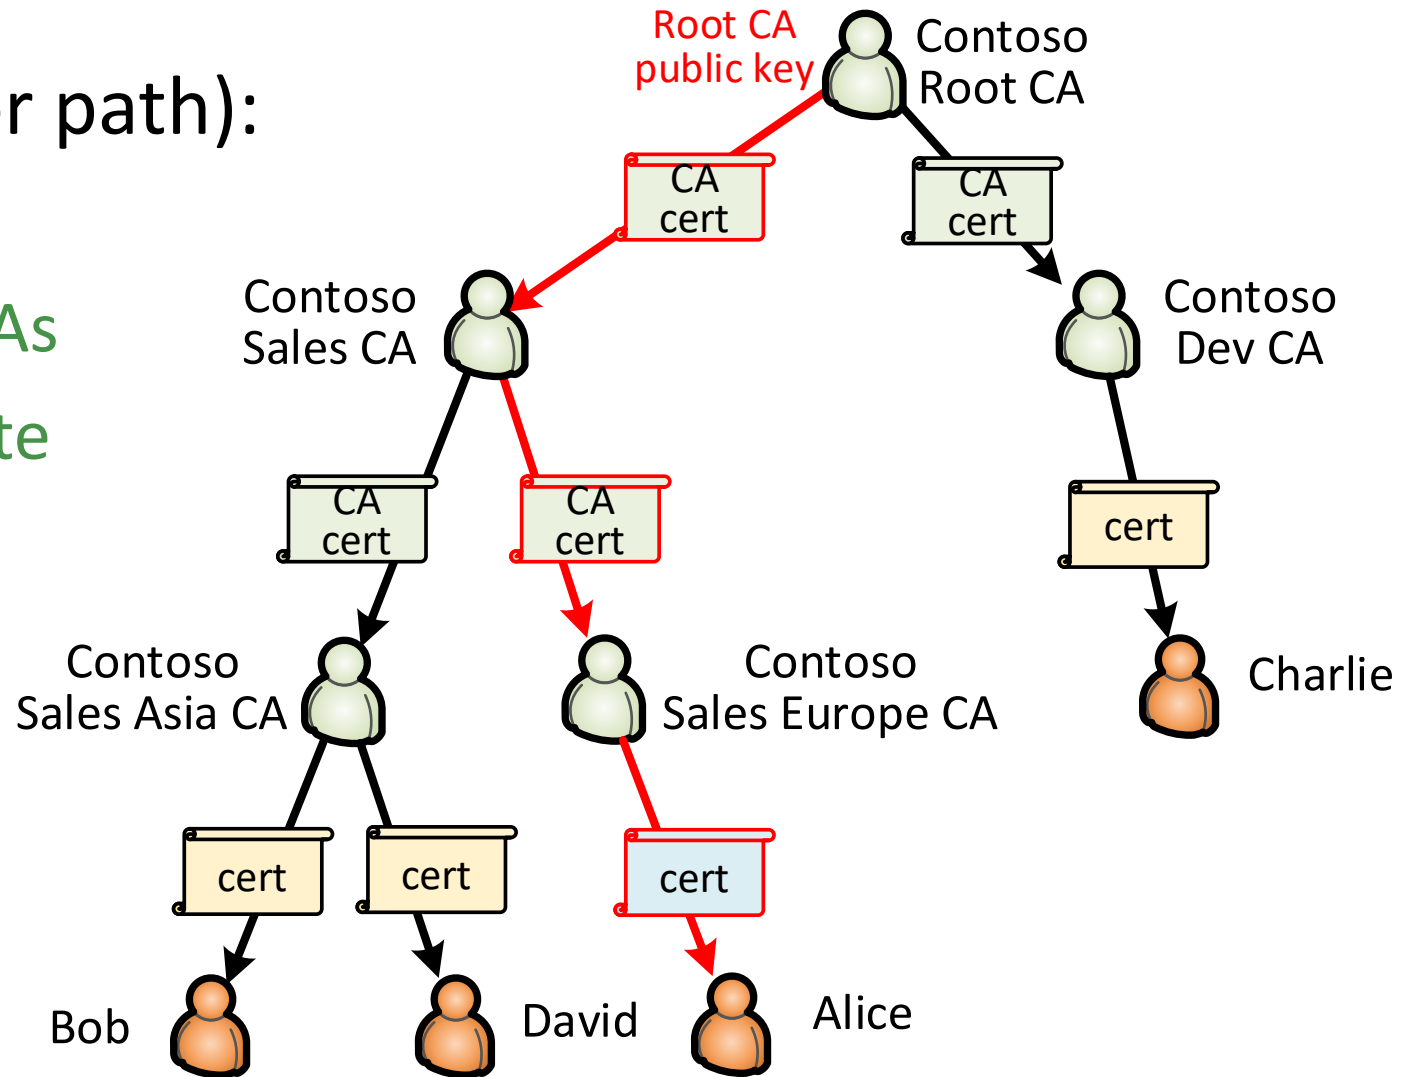 Root CA
public key
Contoso
Root CA
r path):
CA
cert
CA
cert
Contoso
Sales CA
Contoso
Dev CA
As
te
CA
cert
CA
cert
cert
Contoso
Sales Asia CA
Contoso
Sales Europe CA
Charlie
cert
cert
cert
Bob
David
Alice